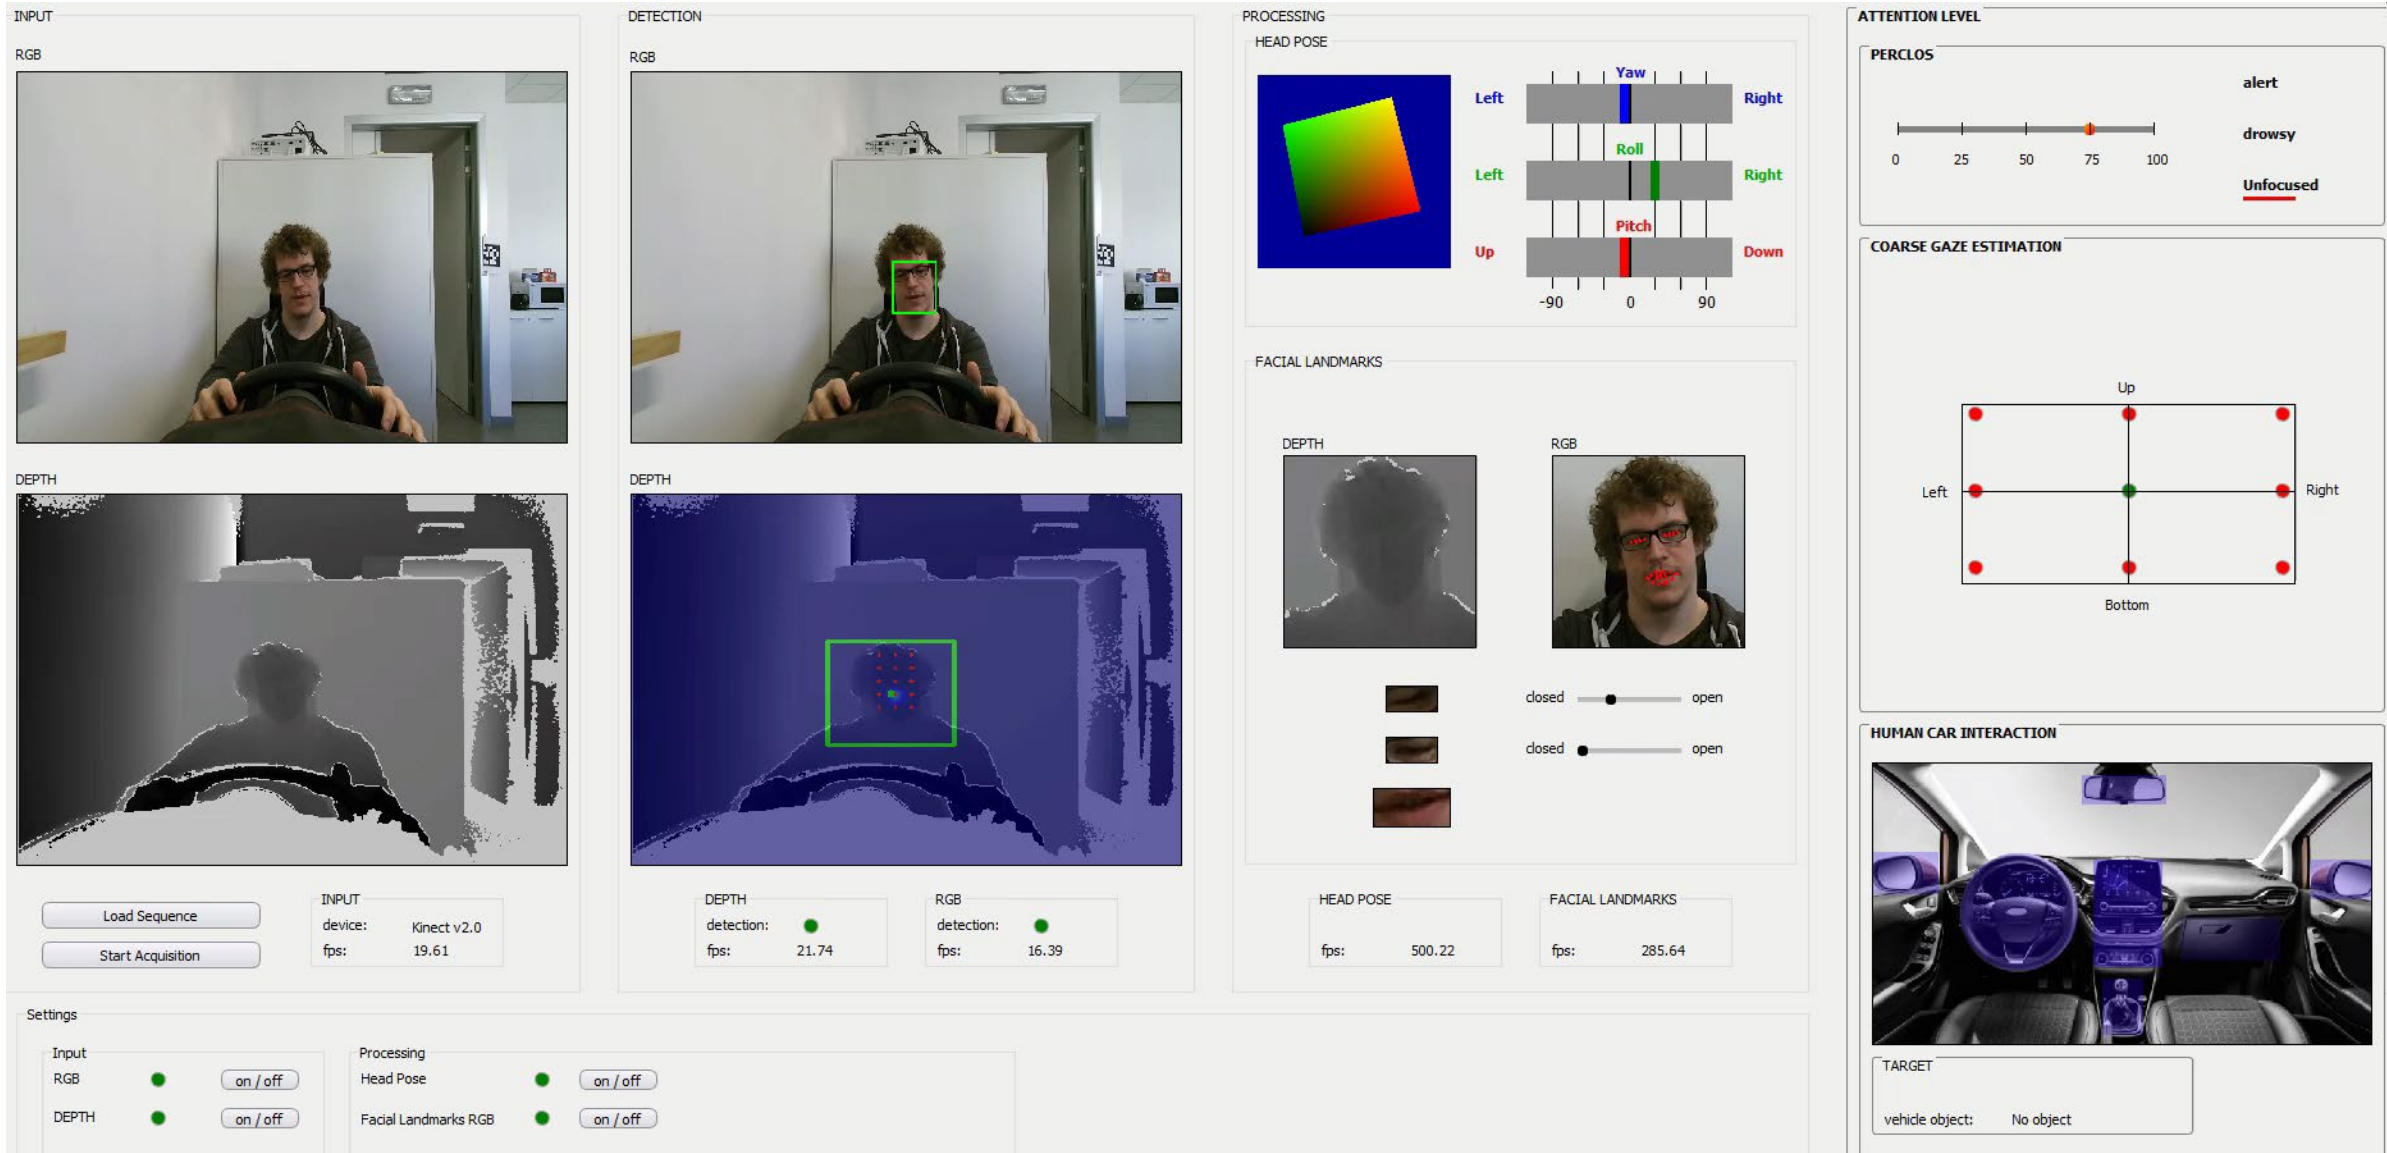 INPUT
RGB
DEPTH
Load Sequence
Start Acquisition
INPUT
device: Kinect v2.0
fps: 19.61
DETECTION
RGB
DEPTH
DEPTH
detection:
fps: 21.74
RGB
detection:
fps: 16.39
PROCESSING
HEAD POSE
Yaw
Left Right
Roll
Left Right
Pitch
Up Down
-90 0 90
FACIAL LANDMARKS
DEPTH RGB
closed open
closed open
HEAD POSE
fps: 500.22
FACIAL LANDMARKS
fps: 285.64
ATTENTION LEVEL
PERCLOS
0 25 50 75 100
alert
drowsy
Unfocused
COARSE GAZE ESTIMATION
Up
Left Right
Bottom
HUMAN CAR INTERACTION
TARGET
vehicle object: No object
Settings
Input
RGB on / off
DEPTH on / off
Processing
Head Pose on / off
Facial Landmarks RGB on / off